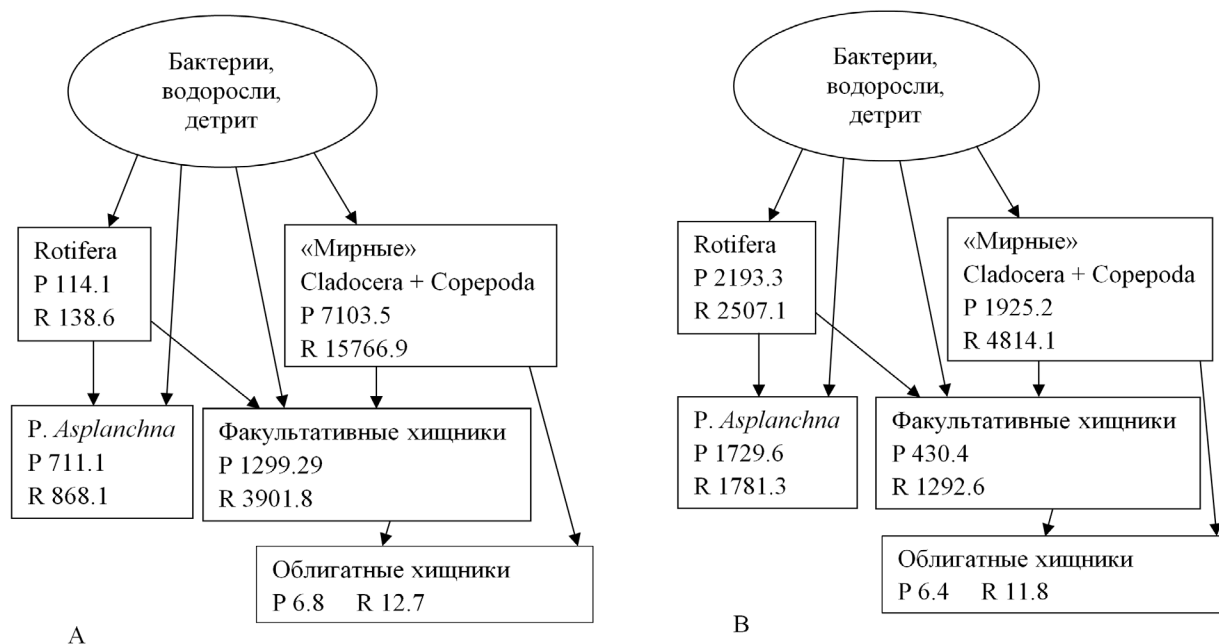 Бактерии,
водоросли,
детрит
Rotifera
P 114.1
R 138.6
«Мирные»
Cladocera + Copepoda
P 7103.5
R 15766.9
Р. Asplanchna
P 711.1
R 868.1
Факультативные хищники
P 1299.29
R 3901.8
Облигатные хищники
P 6.8 R 12.7
A
Бактерии,
водоросли,
детрит
Rotifera
P 2193.3
R 2507.1
«Мирные»
Cladocera + Copepoda
P 1925.2
R 4814.1
Р. Asplanchna
P 1729.6
R 1781.3
Факультативные хищники
P 430.4
R 1292.6
Облигатные хищники
P 6.4 R 11.8
B